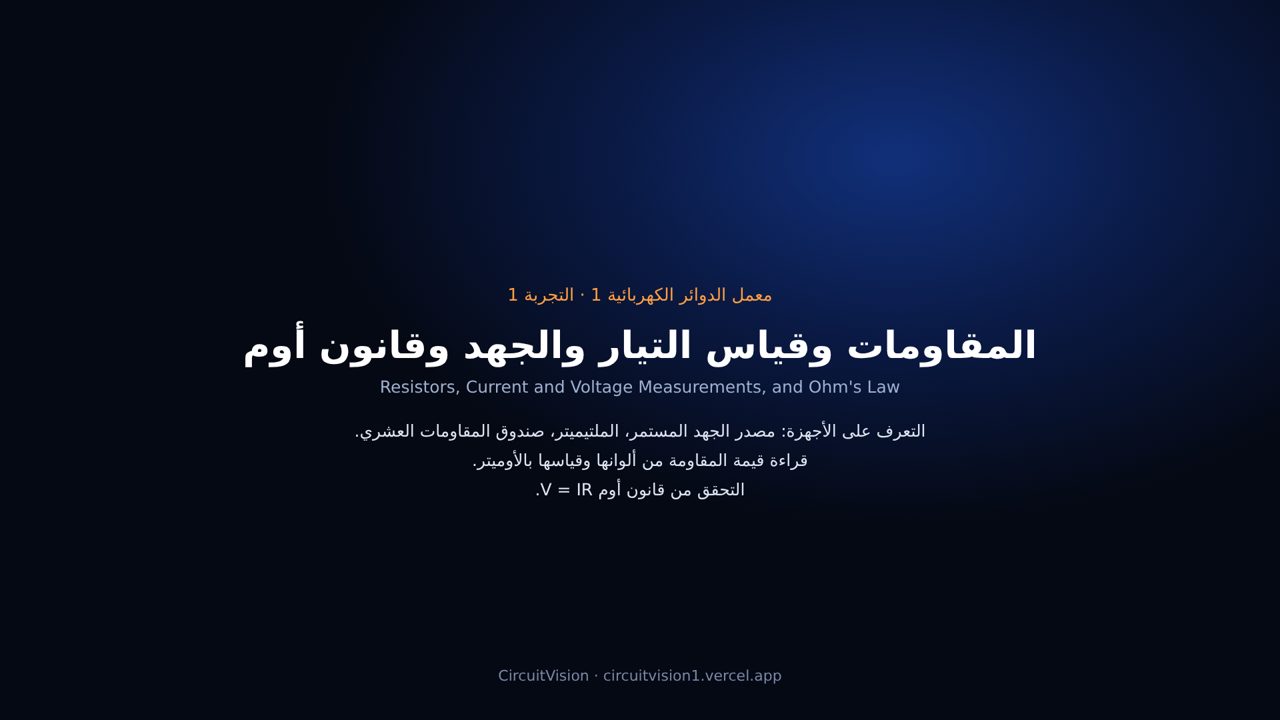 معمل الدوائر الكهربائية 1 · التجربة 1
المقاومات وقياس التيار والجهد وقانون أوم
Resistors, Current and Voltage Measurements, and Ohm's Law
التعرف على الأجهزة: مصدر الجهد المستمر، الملتيميتر، صندوق المقاومات العشري.
قراءة قيمة المقاومة من ألوانها وقياسها بالأوميتر.
التحقق من قانون أوم V = IR.
CircuitVision · circuitvision1.vercel.app